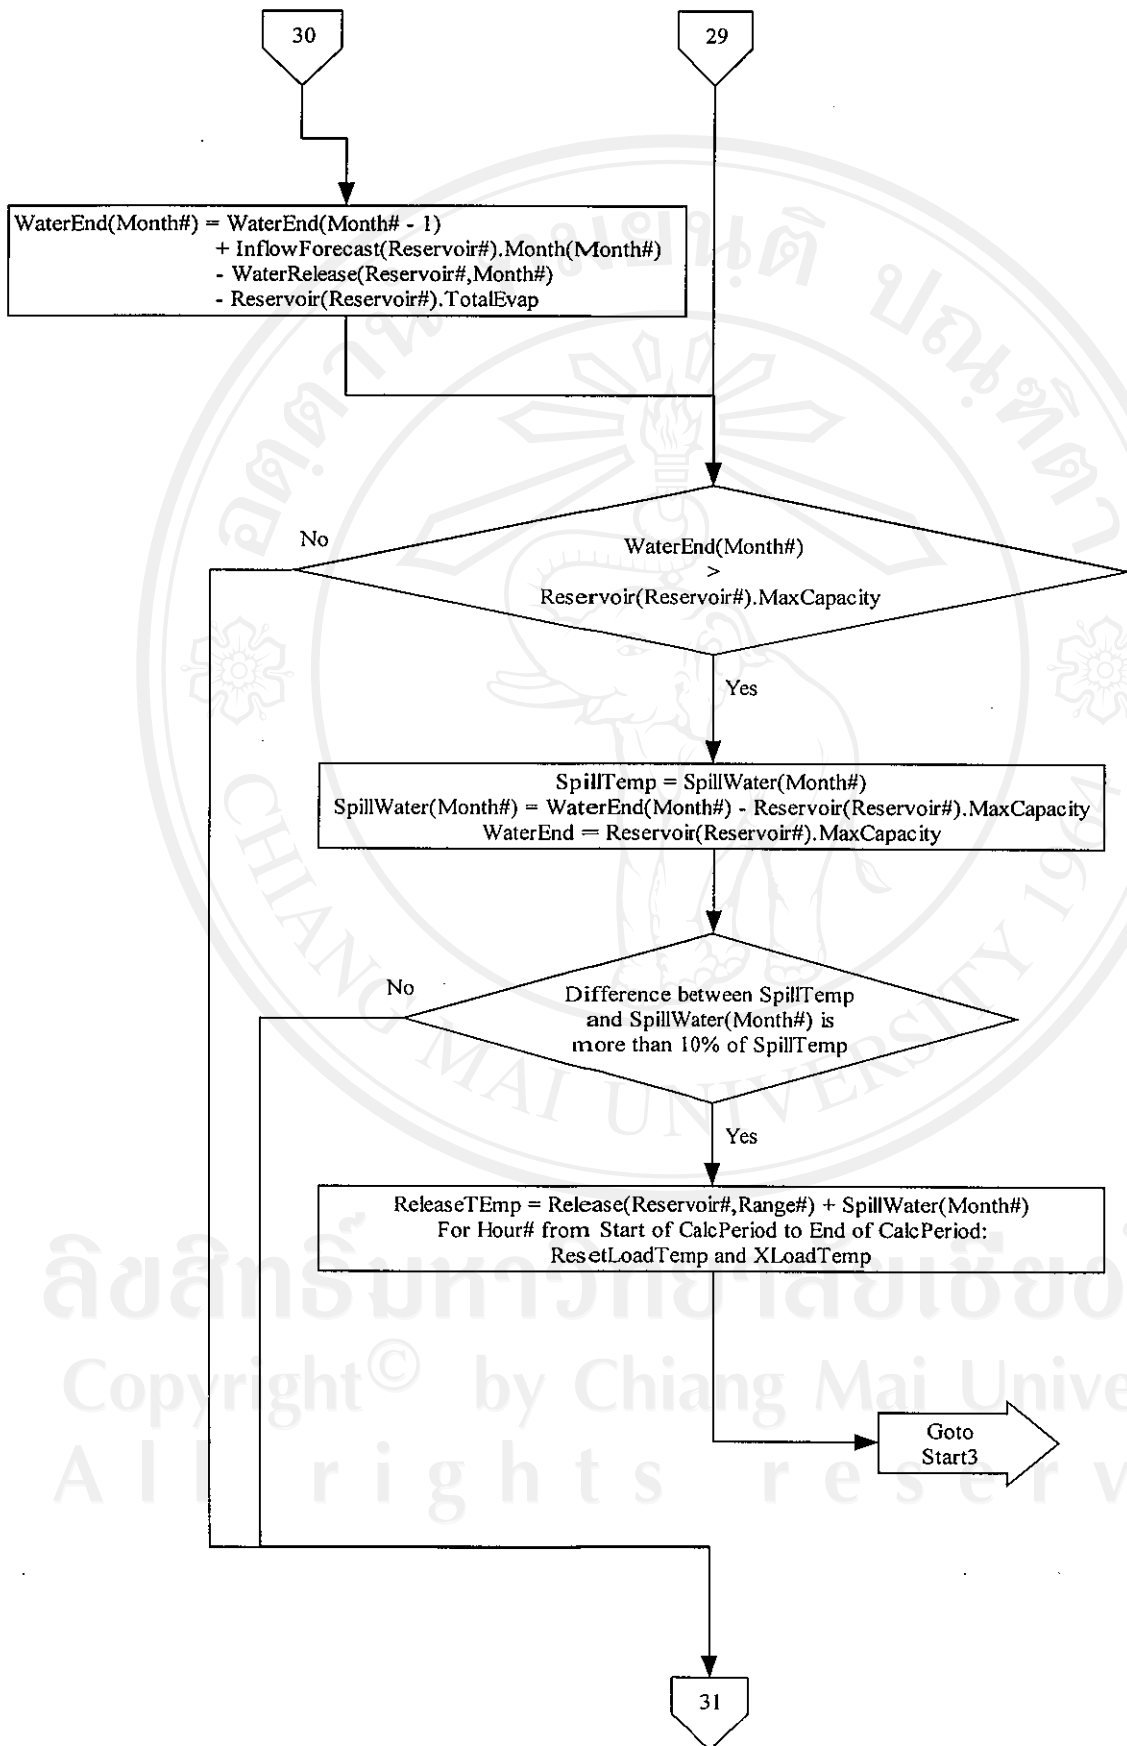 30
29
WaterEnd(Month#) = WaterEnd(Month# - 1)
+ InflowForecast(Reservoir#).Month(Month#)
- WaterRelease(Reservoir#,Month#)
- Reservoir(Reservoir#).TotalEvap
No
WaterEnd(Month#)
>
Reservoir(Reservoir#).MaxCapacity
Yes
SpillTemp = SpillWater(Month#)
SpillWater(Month#) = WaterEnd(Month#) - Reservoir(Reservoir#).MaxCapacity
WaterEnd = Reservoir(Reservoir#).MaxCapacity
No
Difference between SpillTemp
and SpillWater(Month#) is
more than 10% of SpillTemp
Yes
ReleaseTEmp = Release(Reservoir#,Range#) + SpillWater(Month#)
For Hour# from Start of CalcPeriod to End of CalcPeriod:
ResetLoadTemp and XLoadTemp
Goto
Start3
31
CHIANG MAI UNIVERSITY 1964
Copyright© by Chiang Mai Unive
All rights reserv